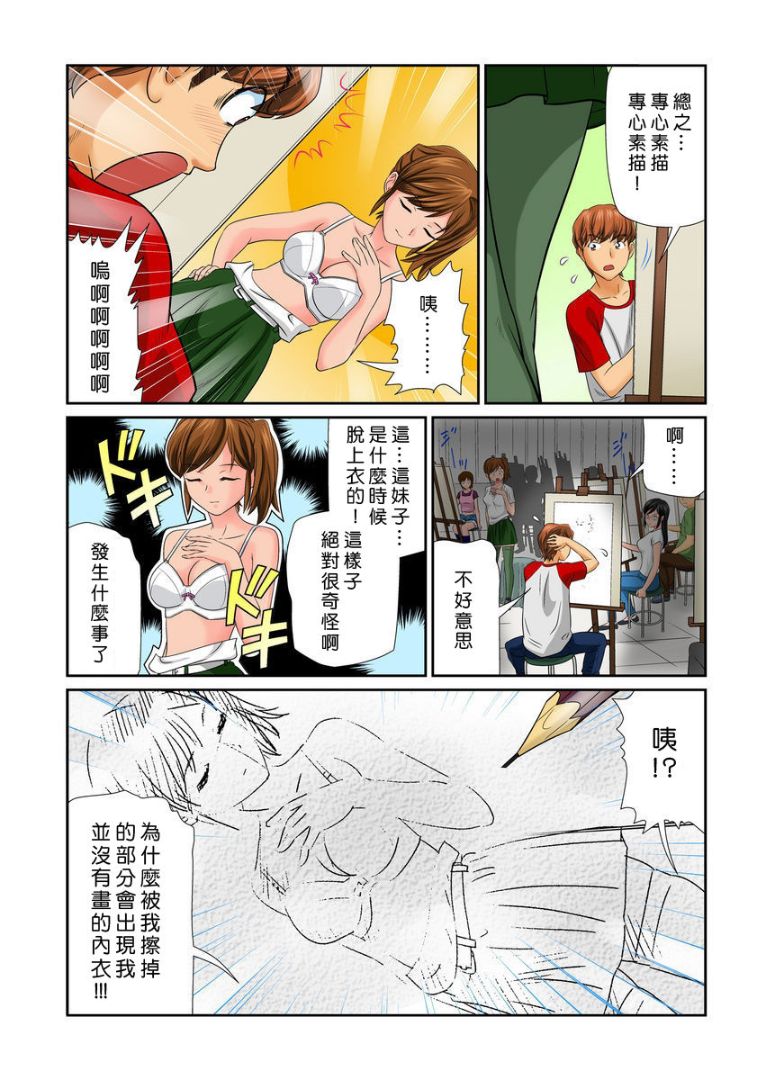 總之…
專心素描
專心素描！
咦………
嗚啊啊啊啊啊
啊……
不好意思
這…這妹子…
是什麼時候
脫上衣的！
這樣子
絕對很奇怪啊
ドキ
ドキ
發生什麼事了
咦!?
為什麼被我擦掉
的部分會出現我
並沒有畫的內衣!!!